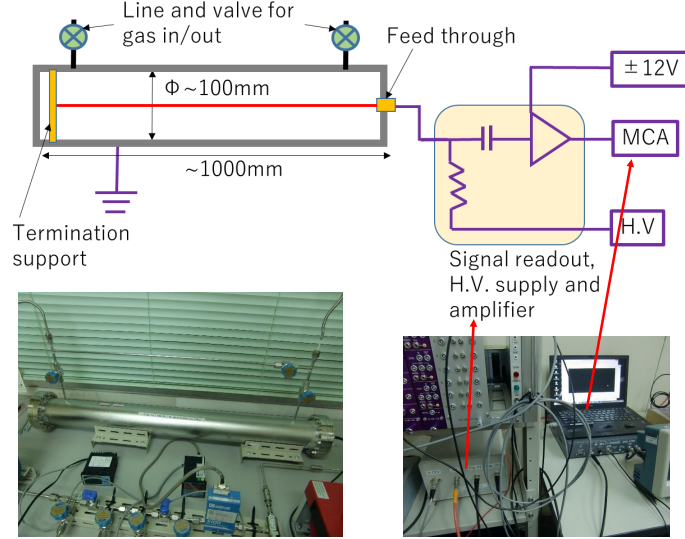 Line and valve for
gas in/out
Feed through
Φ ~100mm
±12V
MCA
~1000mm
H.V
Termination
support
Signal readout,
H.V. supply and
amplifier